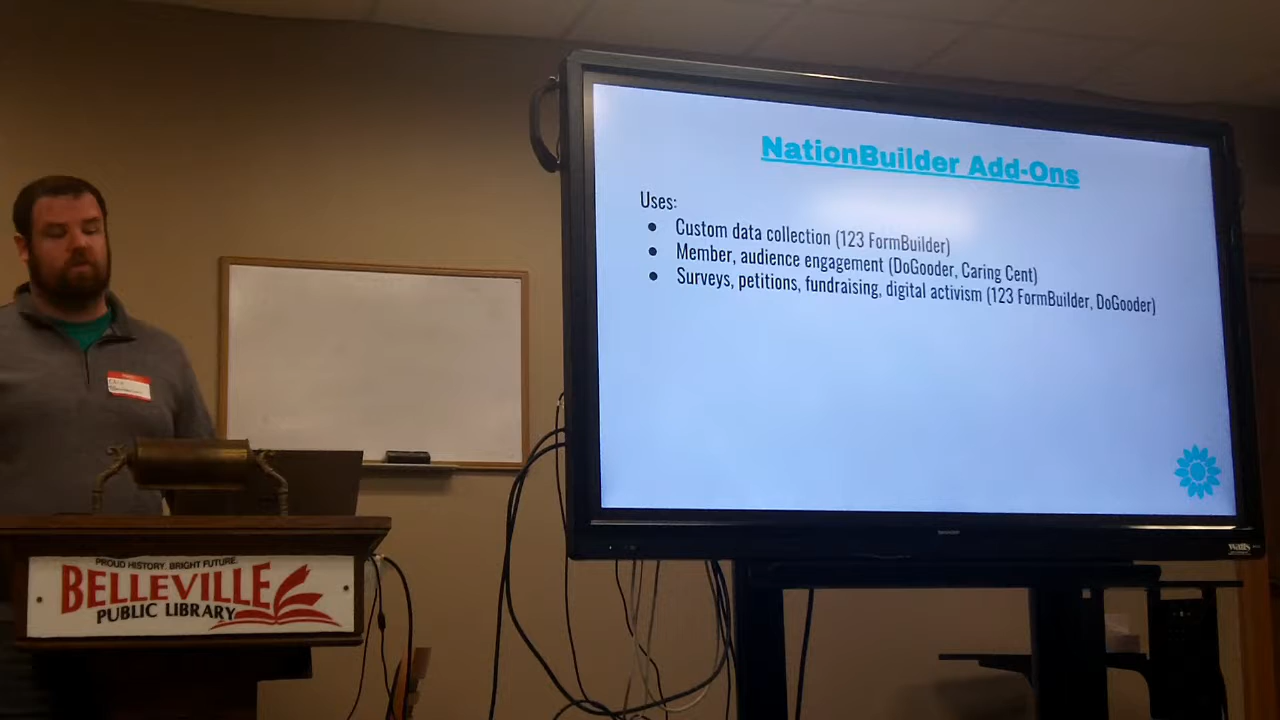 NationBuilder Add-Ons
Uses:
● Custom data collection (123 FormBuilder)
● Member, audience engagement (DoGooder, Caring Cent)
● Surveys, petitions, fundraising, digital activism (123 FormBuilder, DoGooder)
PROUD HISTORY. BRIGHT FUTURE.
BELLEVILLE
PUBLIC LIBRARY